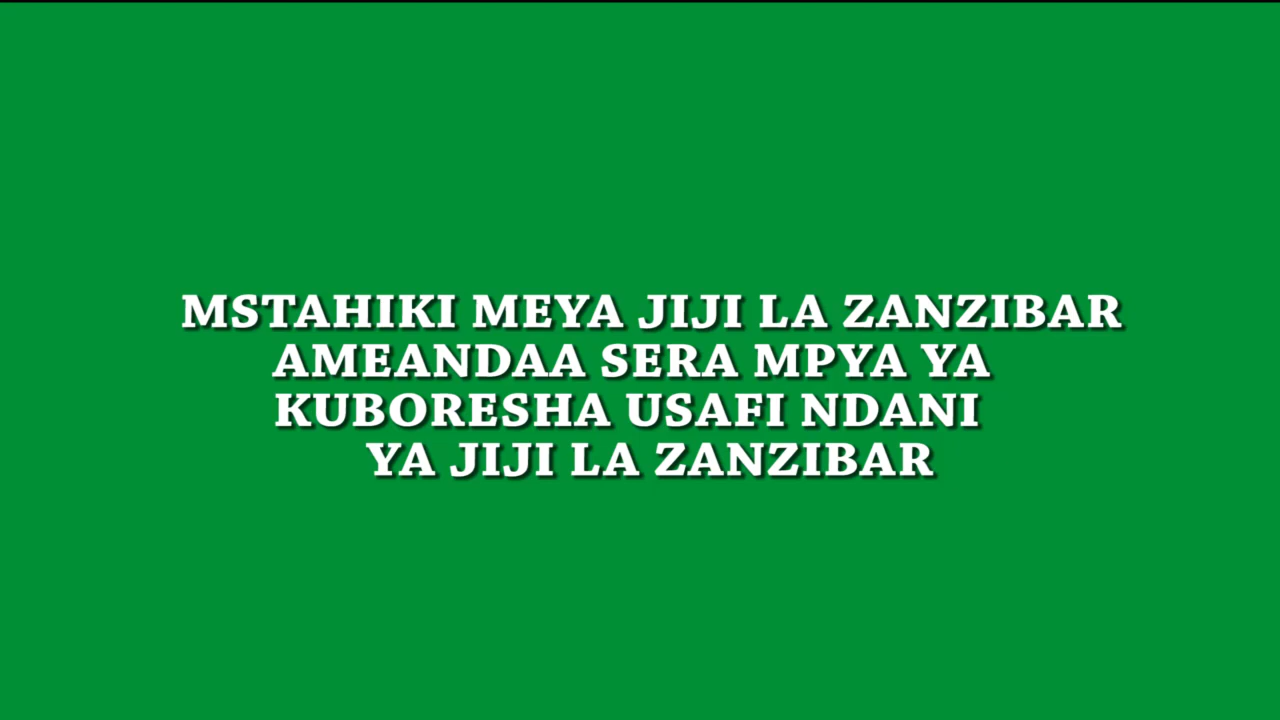 MSTAHIKI MEYA JIJI LA ZANZIBAR
AMEANDAA SERA MPYA YA
KUBORESHA USAFI NDANI
YA JIJI LA ZANZIBAR